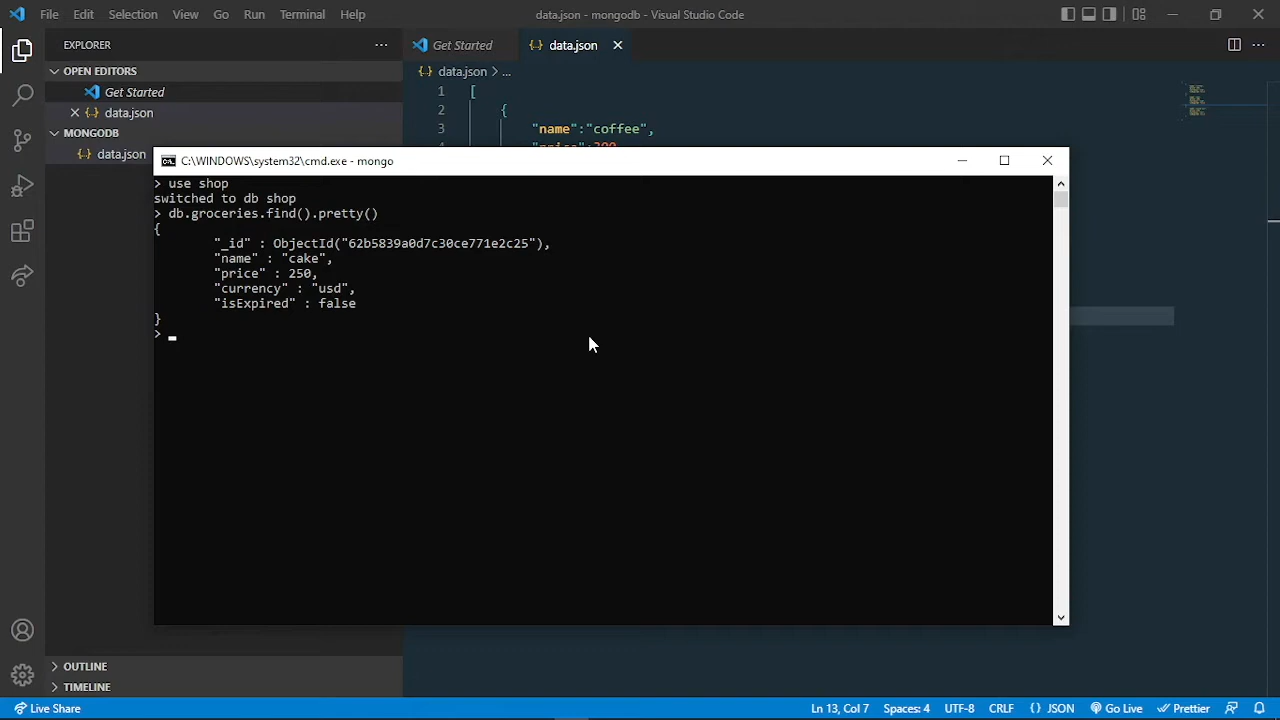 File Edit Selection View Go Run Terminal Help
data.json - mongodb - Visual Studio Code
EXPLORER
OPEN EDITORS
Get Started
data.json
MONGODB
data.json
OUTLINE
TIMELINE
Get Started
data.json
data.json > ...
1 [
2 {
3 "name":"coffee",
C:\WINDOWS\system32\cmd.exe - mongo
> use shop
switched to db shop
> db.groceries.find().pretty()
{
"_id" : ObjectId("62b5839a0d7c30ce771e2c25"),
"name" : "cake",
"price" : 250,
"currency" : "usd",
"isExpired" : false
}
>
Live Share
Ln 13, Col 7 Spaces: 4 UTF-8 CRLF {} JSON Go Live Prettier